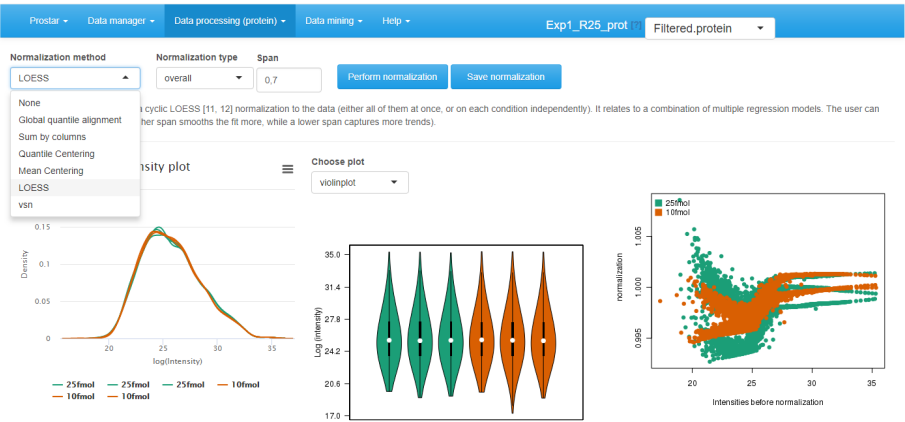 Prostar Data manager Data processing (protein) Data mining Help Exp1_R25_prot [?] Filtered.protein
Normalization method Normalization type Span
LOESS overall 0,7 Perform normalization Save normalization
None
Global quantile alignment
Sum by columns
Quantile Centering
Mean Centering
LOESS
vsn
cyclic LOESS [11, 12] normalization to the data (either all of them at once, or on each condition independently). It relates to a combination of multiple regression models. The user can
her span smooths the fit more, while a lower span captures more trends).
nsity plot
Choose plot
violinplot
0.15
0.1
0.05
0
Density
20 25 30 35
log(Intensity)
25fmol 25fmol 25fmol 10fmol
10fmol 10fmol
35.0
31.4
27.8
24.2
20.6
17.0
Log (intensity)
25fmol
10fmol
1.005
1.000
0.995
normalization
20 25 30 35
Intensities before normalization